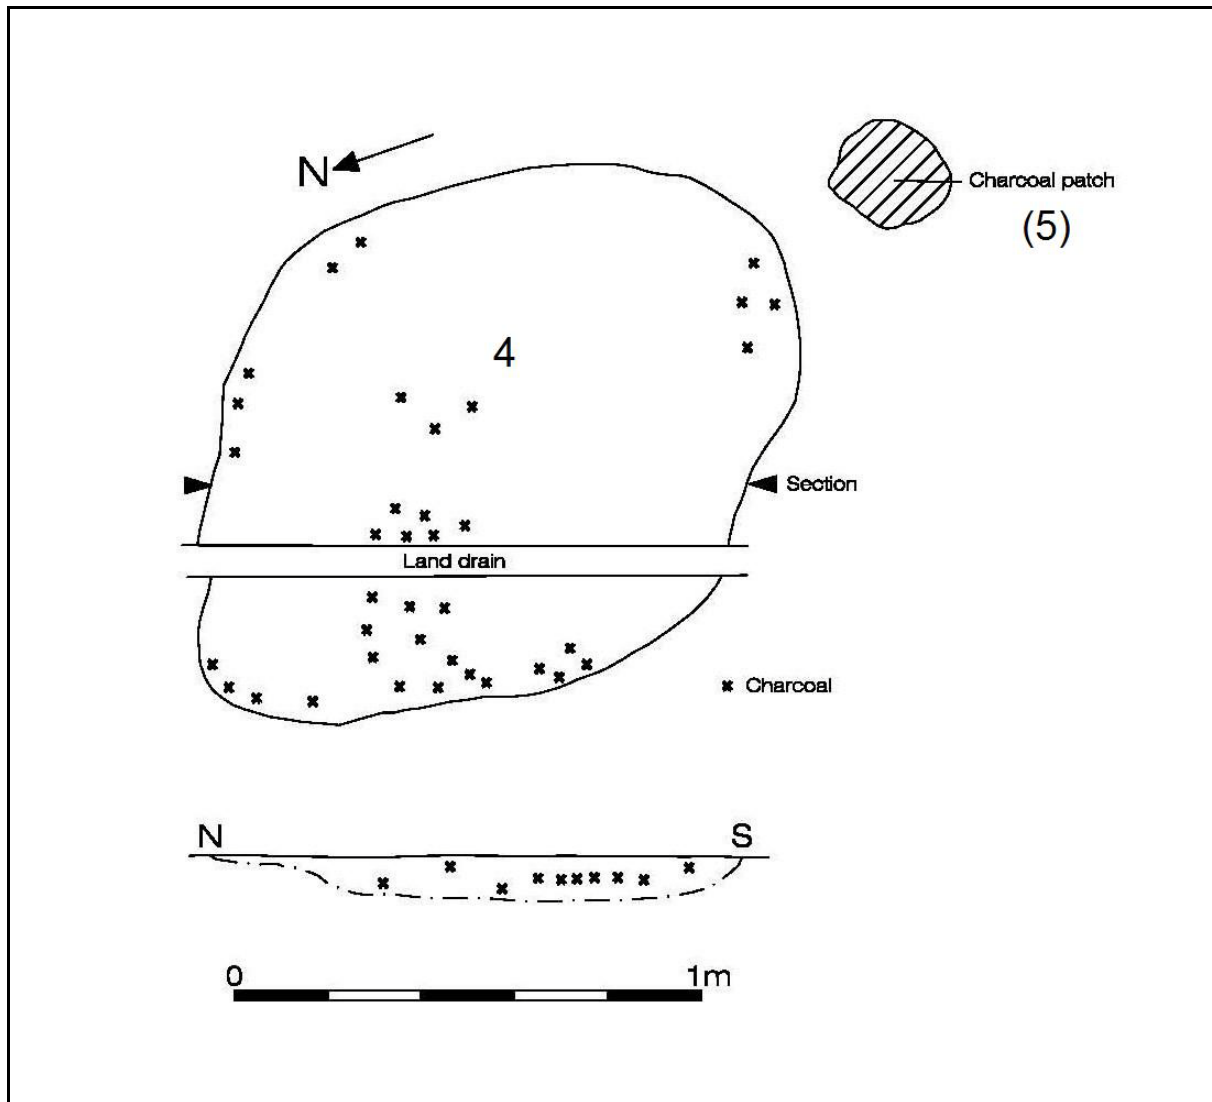 N
Charcoal patch
(5)
4
Section
Land drain
Charcoal
N S
0 1m